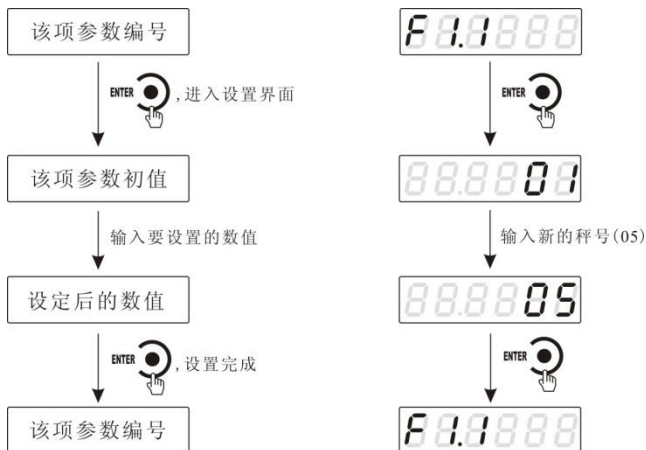 该项参数编号
F1.1
ENTER ,进入设置界面
ENTER
该项参数初值
01
输入要设置的数值
输入新的秤号(05)
设定后的数值
05
ENTER ,设置完成
ENTER
该项参数编号
F1.1